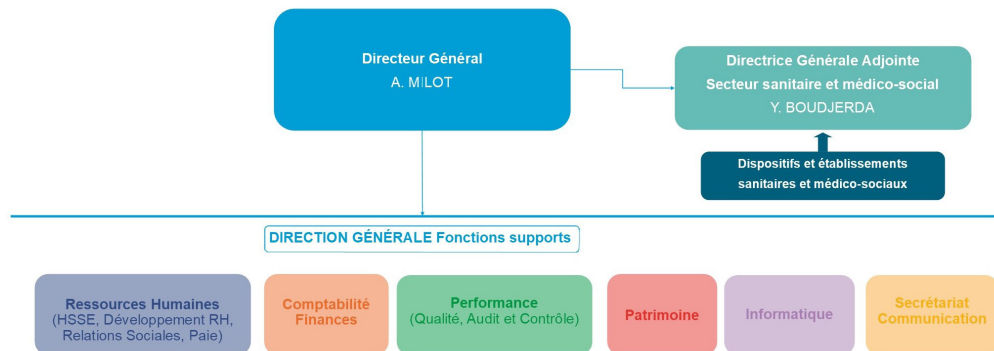 Directeur Général
A. MILOT
Directrice Générale Adjointe
Secteur sanitaire et médico-social
Y. BOUDJERDA
Dispositifs et établissements
sanitaires et médico-sociaux
DIRECTION GÉNÉRALE Fonctions supports
Ressources Humaines
(HSSE, Développement RH,
Relations Sociales, Paie)
Comptabilité
Finances
Performance
(Qualité, Audit et Contrôle)
Patrimoine
Informatique
Secrétariat
Communication